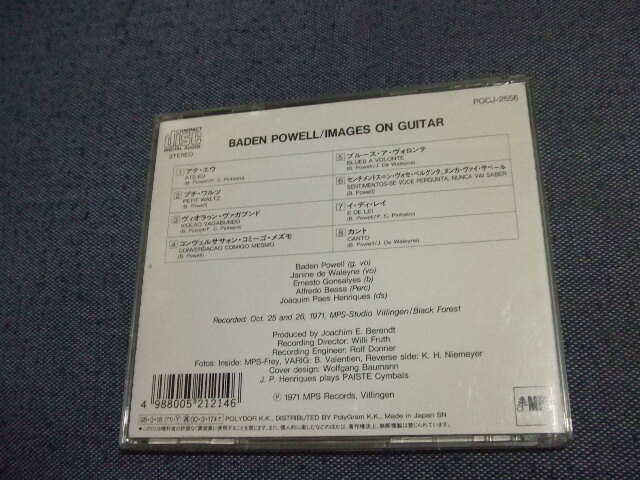 POCJ-2556
COMPACT
disc
DIGITAL AUDIO
STEREO
BADEN POWELL/IMAGES ON GUITAR
1 アテ・エウ
ATE-EU
(B. Powell/P. C. Pinheiro)
2 プチ・ワルツ
PETIT WALTZ
(B. Powell)
3 ヴィオラウン・ヴァガブンド
VIOLAO VAGABUNDO
(B. Powell/P. C. Pinheiro)
4 コンヴェルササォン・コミーゴ・メズモ
CONVERSACAO COMIGO MESMO
(B. Powell)
5 ブルース・ア・ヴォロンテ
BLUES A VOLONTE
(B. Powell/J. De Waleyne)
6 センチメントスーシ・ヴォセ・ペルグンタ, ヌンカ・ヴァイ・サベール
SENTIMENTOS-SE VOCE PERGUNTA, NUNCA VAI SABER
(B. Powell)
7 イ・ディ・レイ
E DE LEI
(B. Powell/P. C. Pinheiro)
8 カント
CANTO
(B. Powell/J. De Waleyne)
Baden Powell (g, vo)
Janine de Waleyne (vo)
Ernesto Gonsalyes (b)
Alfredo Bessa (Perc)
Joaquim Paes Henriques (ds)
Recorded: Oct. 25 and 26, 1971, MPS-Studio Villingen/Black Forest
Produced by Joachim E. Berendt
Recording Director: Willi Fruth
Recording Engineer: Rolf Donner
Fotos: Inside: MPS-Frey, VARIG: B. Valentien, Reverse side: K. H. Niemeyer
Cover design: Wolfgang Baumann
J. P. Henriques plays PAISTE Cymbals
℗ 1971 MPS Records, Villingen
4 988005 212146
MPS
POLYDOR K.K., DISTRIBUTED BY PolyGram K.K., Made in Japan SN